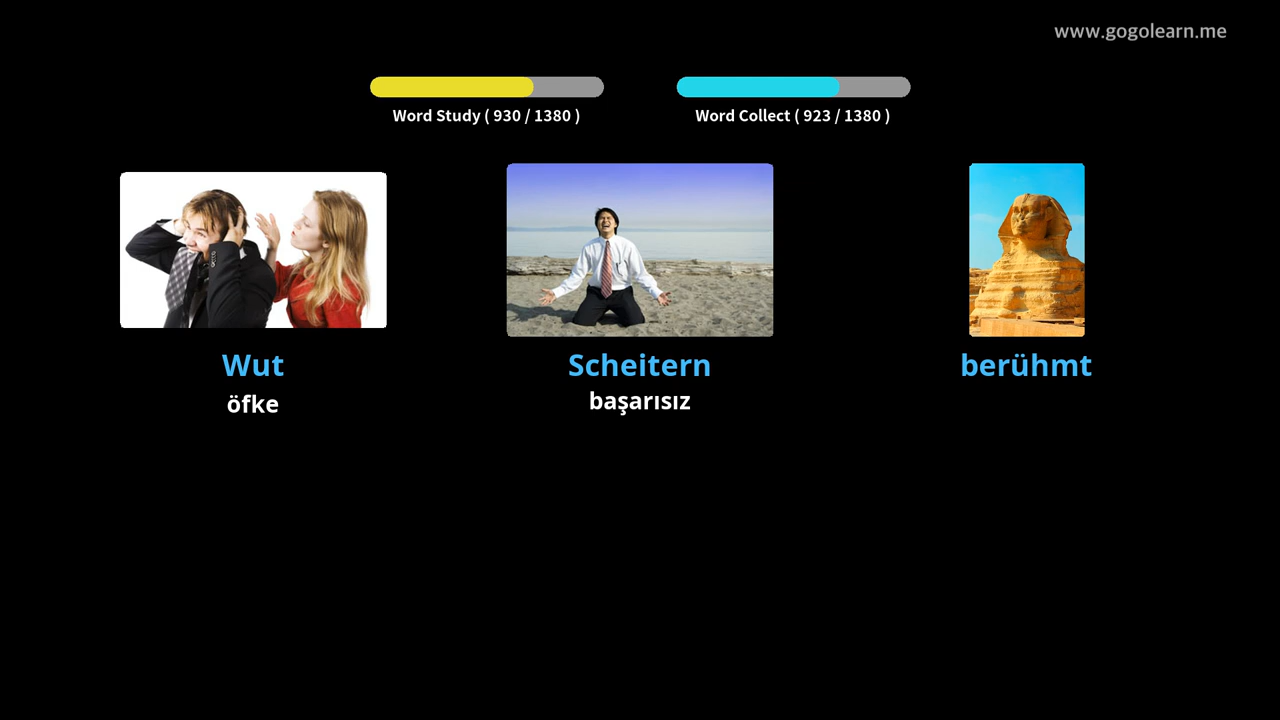 www.gogolearn.me
Word Study ( 930 / 1380 )
Word Collect ( 923 / 1380 )
Wut
öfke
Scheitern
başarısız
berühmt